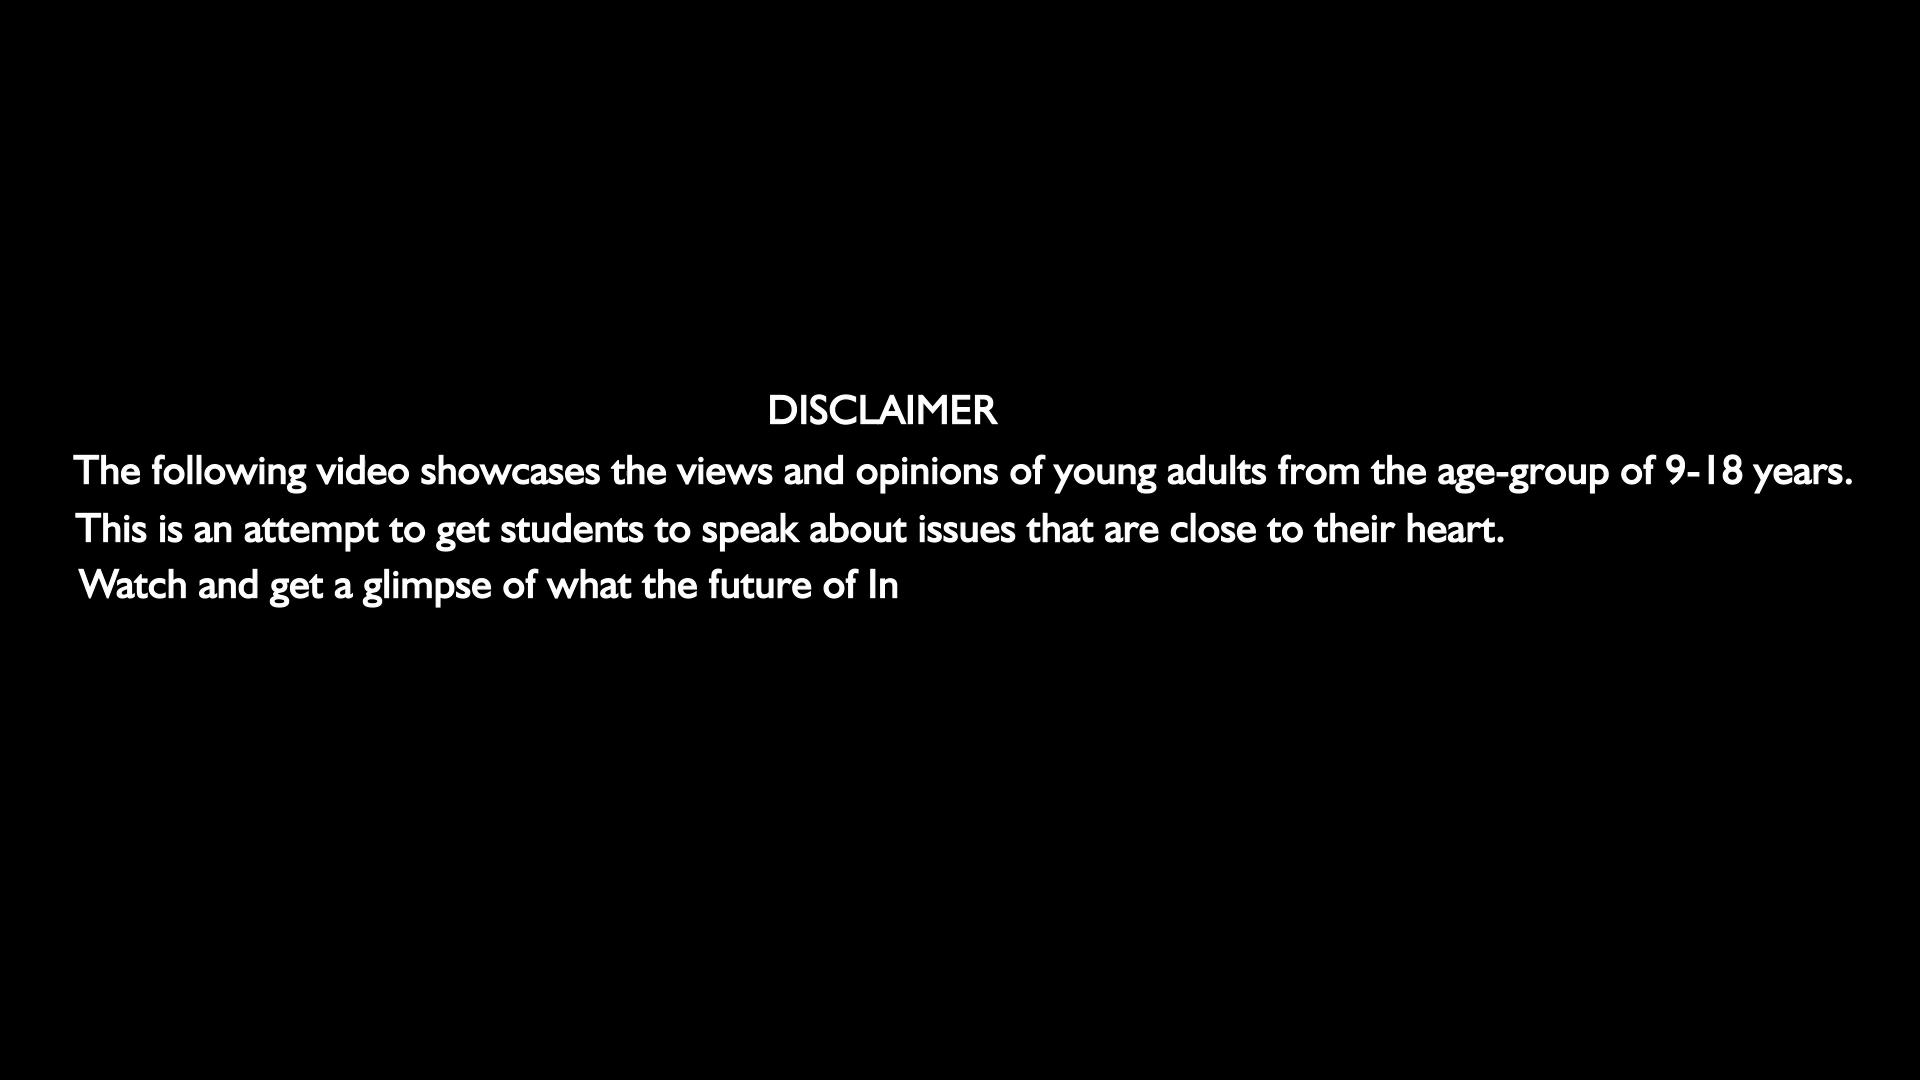 DISCLAIMER
The following video showcases the views and opinions of young adults from the age-group of 9-18 years.
This is an attempt to get students to speak about issues that are close to their heart.
Watch and get a glimpse of what the future of In